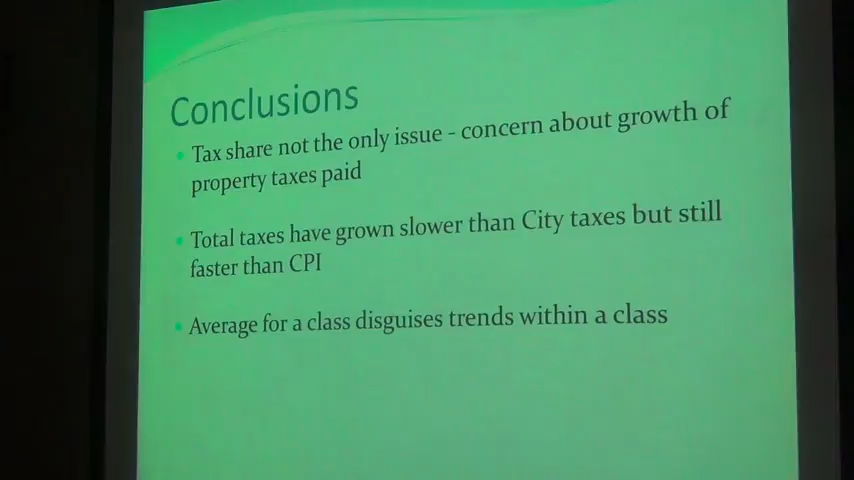 Conclusions
• Tax share not the only issue - concern about growth of
property taxes paid
• Total taxes have grown slower than City taxes but still
faster than CPI
• Average for a class disguises trends within a class